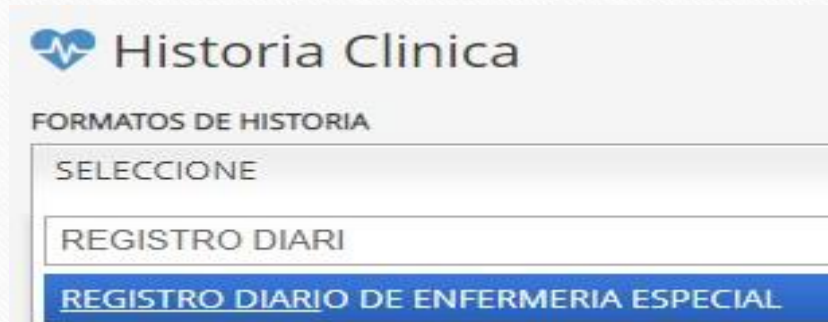 Historia Clinica
FORMATOS DE HISTORIA
SELECCIONE
REGISTRO DIARI
REGISTRO DIARIO DE ENFERMERIA ESPECIAL